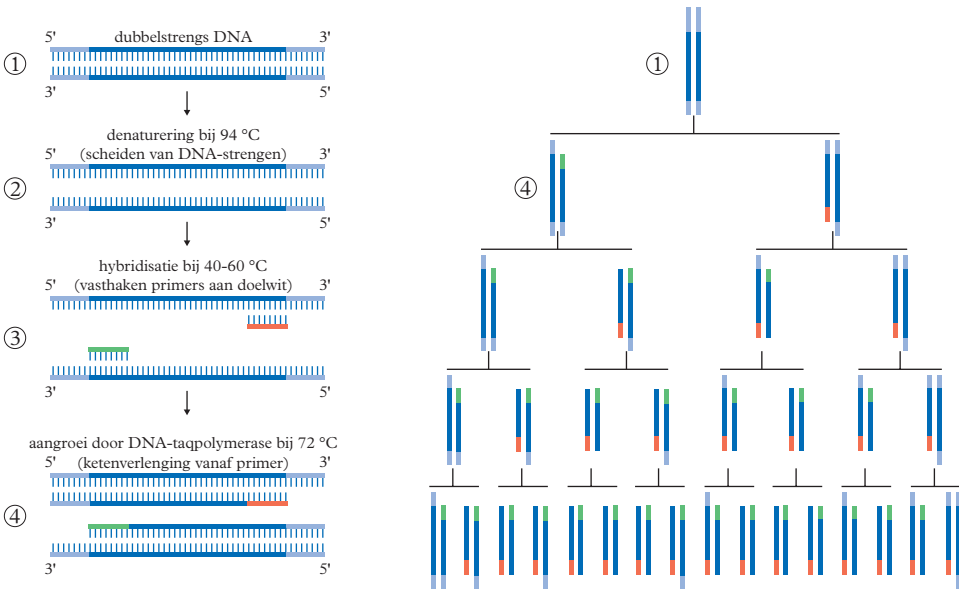 5' dubbelstrengs DNA 3'
①
3' 5'
denaturering bij 94 °C
5' (scheiden van DNA-strengen) 3'
②
3' 5'
hybridisatie bij 40-60 °C
5' (vasthaken primers aan doelwit) 3'
③
3' 5'
aangroei door DNA-taqpolymerase bij 72 °C
5' (ketenverlenging vanaf primer) 3'
④
3' 5'
①
④